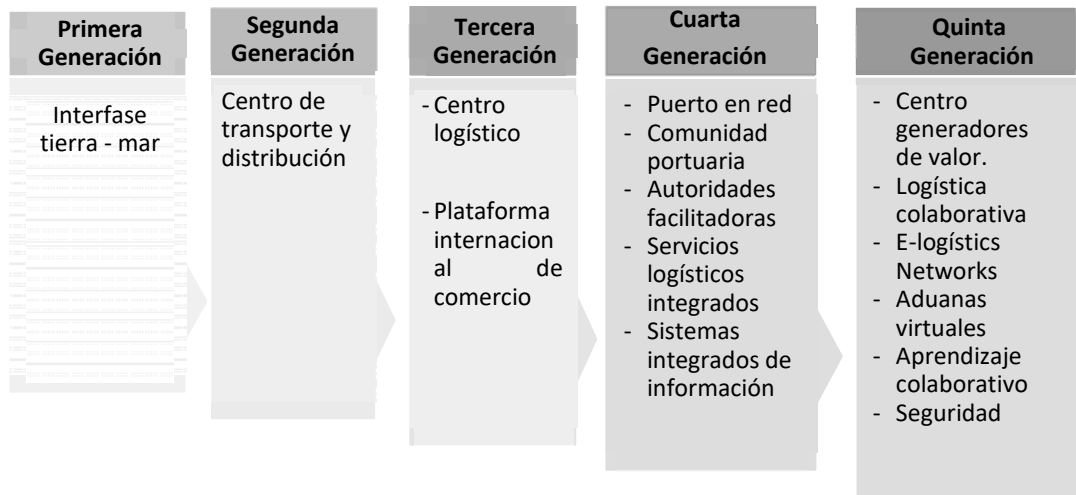 Primera
Generación
Interfase
tierra - mar
Segunda
Generación
Centro de
transporte y
distribución
Tercera
Generación
- Centro
logístico
- Plataforma
internacion
al de
comercio
Cuarta
Generación
- Puerto en red
- Comunidad
portuaria
- Autoridades
facilitadoras
- Servicios
logísticos
integrados
- Sistemas
integrados de
información
Quinta
Generación
- Centro
generadores
de valor.
- Logística
colaborativa
- E-logístics
Networks
- Aduanas
virtuales
- Aprendizaje
colaborativo
- Seguridad